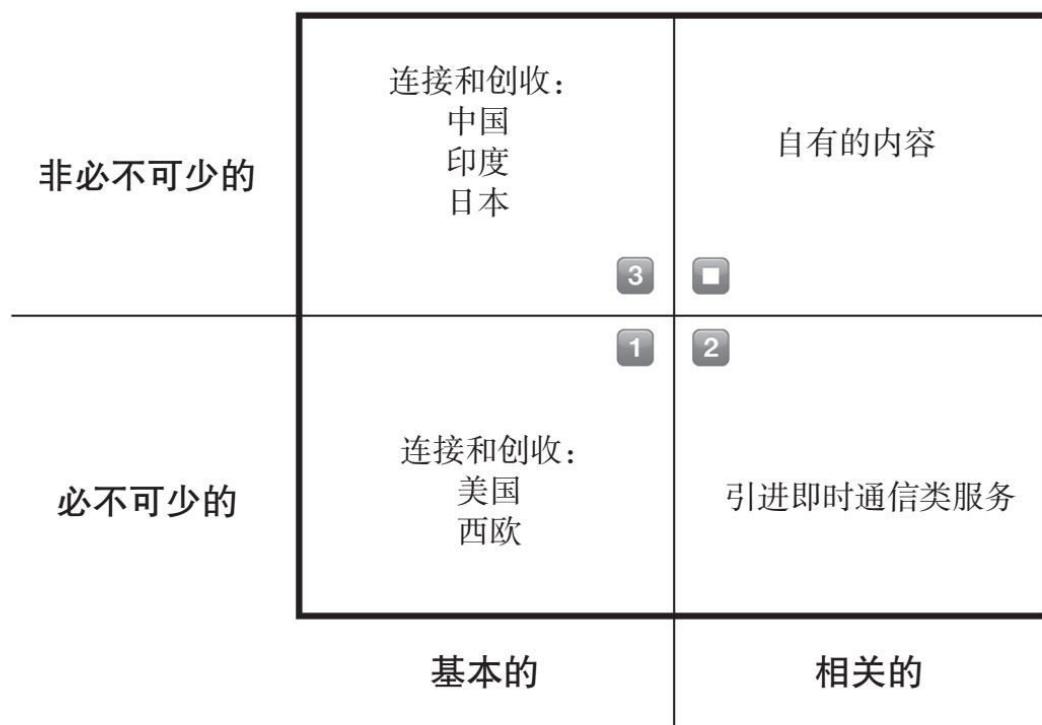 连接和创收：
中国
印度
日本
自有的内容
非必不可少的
3
1
2
连接和创收：
美国
西欧
必不可少的
引进即时通信类服务
基本的
相关的